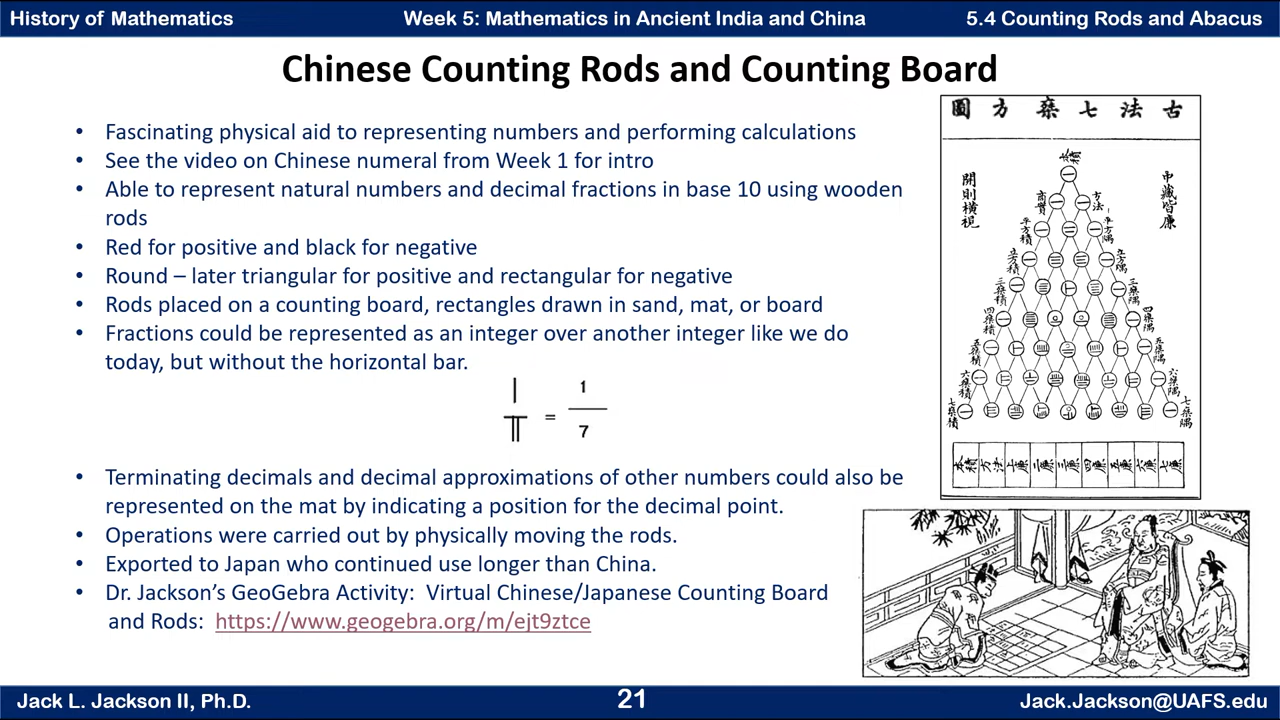 History of Mathematics
Week 5: Mathematics in Ancient India and China
5.4 Counting Rods and Abacus
Chinese Counting Rods and Counting Board
• Fascinating physical aid to representing numbers and performing calculations
• See the video on Chinese numeral from Week 1 for intro
• Able to represent natural numbers and decimal fractions in base 10 using wooden
rods
• Red for positive and black for negative
• Round – later triangular for positive and rectangular for negative
• Rods placed on a counting board, rectangles drawn in sand, mat, or board
• Fractions could be represented as an integer over another integer like we do
today, but without the horizontal bar.
=
1
7
• Terminating decimals and decimal approximations of other numbers could also be
represented on the mat by indicating a position for the decimal point.
• Operations were carried out by physically moving the rods.
• Exported to Japan who continued use longer than China.
• Dr. Jackson’s GeoGebra Activity: Virtual Chinese/Japanese Counting Board
and Rods: https://www.geogebra.org/m/ejt9ztce
圖方椉七法古
Jack L. Jackson II, Ph.D.
21
Jack.Jackson@UAFS.edu